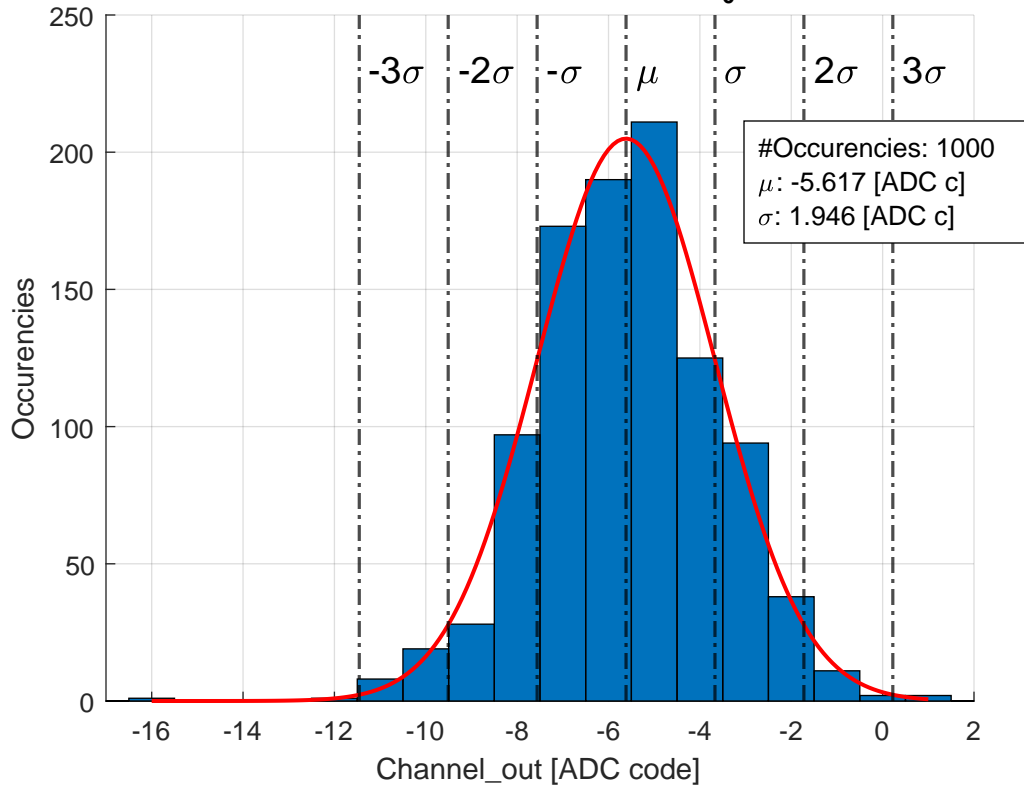 250
200
150
100
50
0
-3σ -2σ -σ μ σ 2σ 3σ
#Occurencies: 1000
μ: -5.617 [ADC c]
σ: 1.946 [ADC c]
Occurencies
-16 -14 -12 -10 -8 -6 -4 -2 0 2
Channel_out [ADC code]